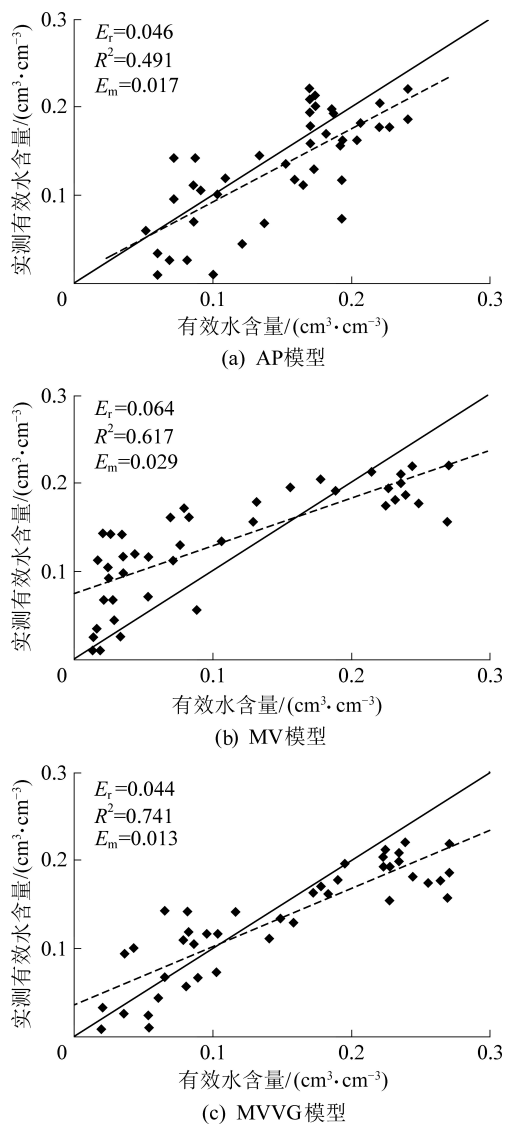 0.3
E_r=0.046
R²=0.491
E_m=0.017
0.2
0.1
实测有效水含量/(cm³·cm⁻³)
0 0.1 0.2 0.3
有效水含量/(cm³·cm⁻³)
(a) AP模型
0.3
E_r=0.064
R²=0.617
E_m=0.029
0.2
0.1
实测有效水含量/(cm³·cm⁻³)
0 0.1 0.2 0.3
有效水含量/(cm³·cm⁻³)
(b) MV模型
0.3
E_r=0.044
R²=0.741
E_m=0.013
0.2
0.1
实测有效水含量/(cm³·cm⁻³)
0 0.1 0.2 0.3
有效水含量/(cm³·cm⁻³)
(c) MVVG模型